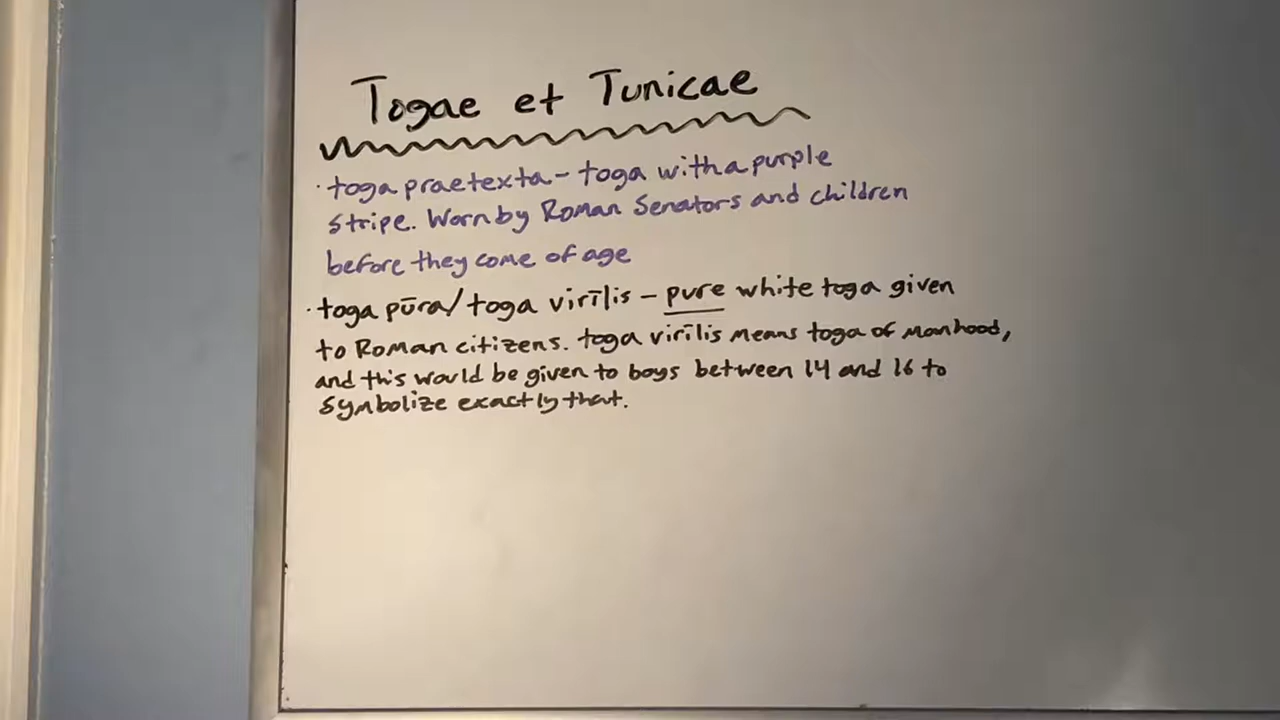 Togae et Tunicae
· toga praetexta - toga with a purple
stripe. Worn by Roman Senators and children
before they come of age
· toga pūra/toga virīlis - pure white toga given
to Roman citizens. toga virīlis means toga of manhood,
and this would be given to boys between 14 and 16 to
symbolize exactly that.